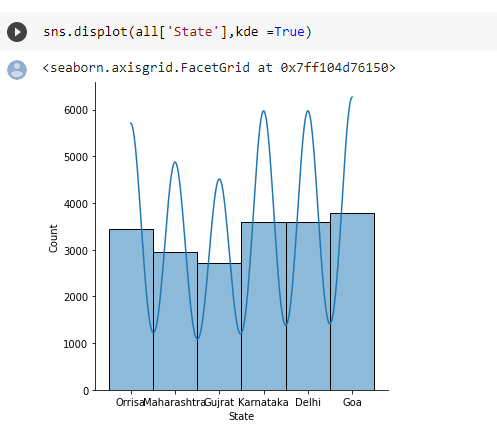 sns.displot(all['State'],kde =True)
<seaborn.axisgrid.FacetGrid at 0x7ff104d76150>
6000
5000
4000
3000
2000
1000
0
Count
Orrisa Maharashtra Gujrat Karnataka Delhi Goa
State